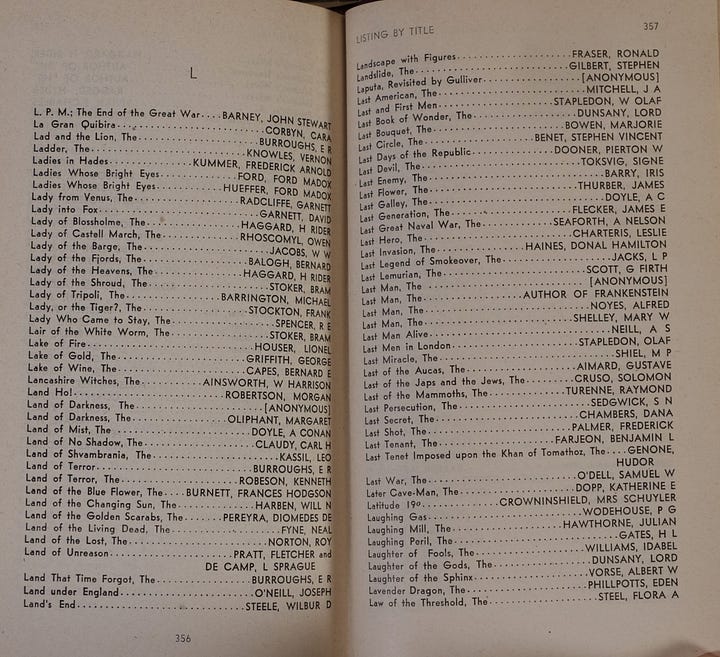 L
L. P. M.; The End of the Great War....BARNEY, JOHN STEWART
La Gran Quibira....CORBYN, CARA
Lad and the Lion, The....BURROUGHS, E R
Ladder, The....KNOWLES, VERNON
Ladies in Hades....KUMMER, FREDERICK ARNOLD
Ladies Whose Bright Eyes....FORD, FORD MADOX
Ladies Whose Bright Eyes....HUEFFER, FORD MADOX
Lady from Venus, The....RADCLIFFE, GARNETT
Lady into Fox....GARNETT, DAVID
Lady of Blossholme, The....HAGGARD, H RIDER
Lady of Castell March, The....RHOSCOMYL, OWEN
Lady of the Barge, The....JACOBS, W W
Lady of the Fjords, The....BALOGH, BERNARD
Lady of the Heavens, The....HAGGARD, H RIDER
Lady of the Shroud, The....STOKER, BRAM
Lady of Tripoli, The....BARRINGTON, MICHAEL
Lady, or the Tiger?, The....STOCKTON, FRANK
Lady Who Came to Stay, The....SPENCER, R E
Lair of the White Worm, The....STOKER, BRAM
Lake of Fire....HOUSER, LIONEL
Lake of Gold, The....GRIFFITH, GEORGE
Lake of Wine, The....CAPES, BERNARD E
Lancashire Witches, The....AINSWORTH, W HARRISON
Land Ho!....ROBERTSON, MORGAN
Land of Darkness, The....[ANONYMOUS]
Land of Darkness, The....OLIPHANT, MARGARET
Land of Mist, The....DOYLE, A CONAN
Land of No Shadow, The....CLAUDY, CARL H
Land of Shvambrania, The....KASSIL, LEO
Land of Terror....BURROUGHS, E R
Land of Terror, The....ROBESON, KENNETH
Land of the Blue Flower, The....BURNETT, FRANCES HODGSON
Land of the Changing Sun, The....HARBEN, WILL N
Land of the Golden Scarabs, The....PEREYRA, DIOMEDES DE
Land of the Living Dead, The....FYNE, NEAL
Land of the Lost, The....NORTON, ROY
Land of Unreason....PRATT, FLETCHER and
DE CAMP, L SPRAGUE
Land That Time Forgot, The....BURROUGHS, E R
Land under England....O'NEILL, JOSEPH
Land's End....STEELE, WILBUR D
356
LISTING BY TITLE 357
Landscape with Figures....FRASER, RONALD
Landslide, The....GILBERT, STEPHEN
Laputa, Revisited by Gulliver....[ANONYMOUS]
Last American, The....MITCHELL, J A
Last and First Men....STAPLEDON, W OLAF
Last Book of Wonder, The....DUNSANY, LORD
Last Bouquet, The....BOWEN, MARJORIE
Last Circle, The....BENET, STEPHEN VINCENT
Last Days of the Republic....DOONER, PIERTON W
Last Devil, The....TOKSVIG, SIGNE
Last Enemy, The....BARRY, IRIS
Last Flower, The....THURBER, JAMES
Last Galley, The....DOYLE, A C
Last Generation, The....FLECKER, JAMES E
Last Great Naval War, The....SEAFORTH, A NELSON
Last Hero, The....CHARTERIS, LESLIE
Last Invasion, The....HAINES, DONAL HAMILTON
Last Legend of Smokeover, The....JACKS, L P
Last Lemurian, The....SCOTT, G FIRTH
Last Man, The....[ANONYMOUS]
Last Man, The....AUTHOR OF FRANKENSTEIN
Last Man, The....NOYES, ALFRED
Last Man, The....SHELLEY, MARY W
Last Man Alive....NEILL, A S
Last Men in London....STAPLEDON, OLAF
Last Miracle, The....SHIEL, M P
Last of the Aucas, The....AIMARD, GUSTAVE
Last of the Japs and the Jews, The....CRUSO, SOLOMON
Last of the Mammoths, The....TURENNE, RAYMOND
Last Persecution, The....SEDGWICK, S N
Last Secret, The....CHAMBERS, DANA
Last Shot, The....PALMER, FREDERICK
Last Tenant, The....FARJEON, BENJAMIN L
Last Tenet Imposed upon the Khan of Tomathoz, The....GENONE,
HUDOR
Last War, The....O'DELL, SAMUEL W
Later Cave-Man, The....DOPP, KATHERINE E
Latitude 19º....CROWNINSHIELD, MRS SCHUYLER
Laughing Gas....WODEHOUSE, P G
Laughing Mill, The....HAWTHORNE, JULIAN
Laughing Peril, The....GATES, H L
Laughter of Fools, The....WILLIAMS, IDABEL
Laughter of the Gods, The....DUNSANY, LORD
Laughter of the Sphinx....VORSE, ALBERT W
Lavender Dragon, The....PHILLPOTTS, EDEN
Law of the Threshold, The....STEEL, FLORA A